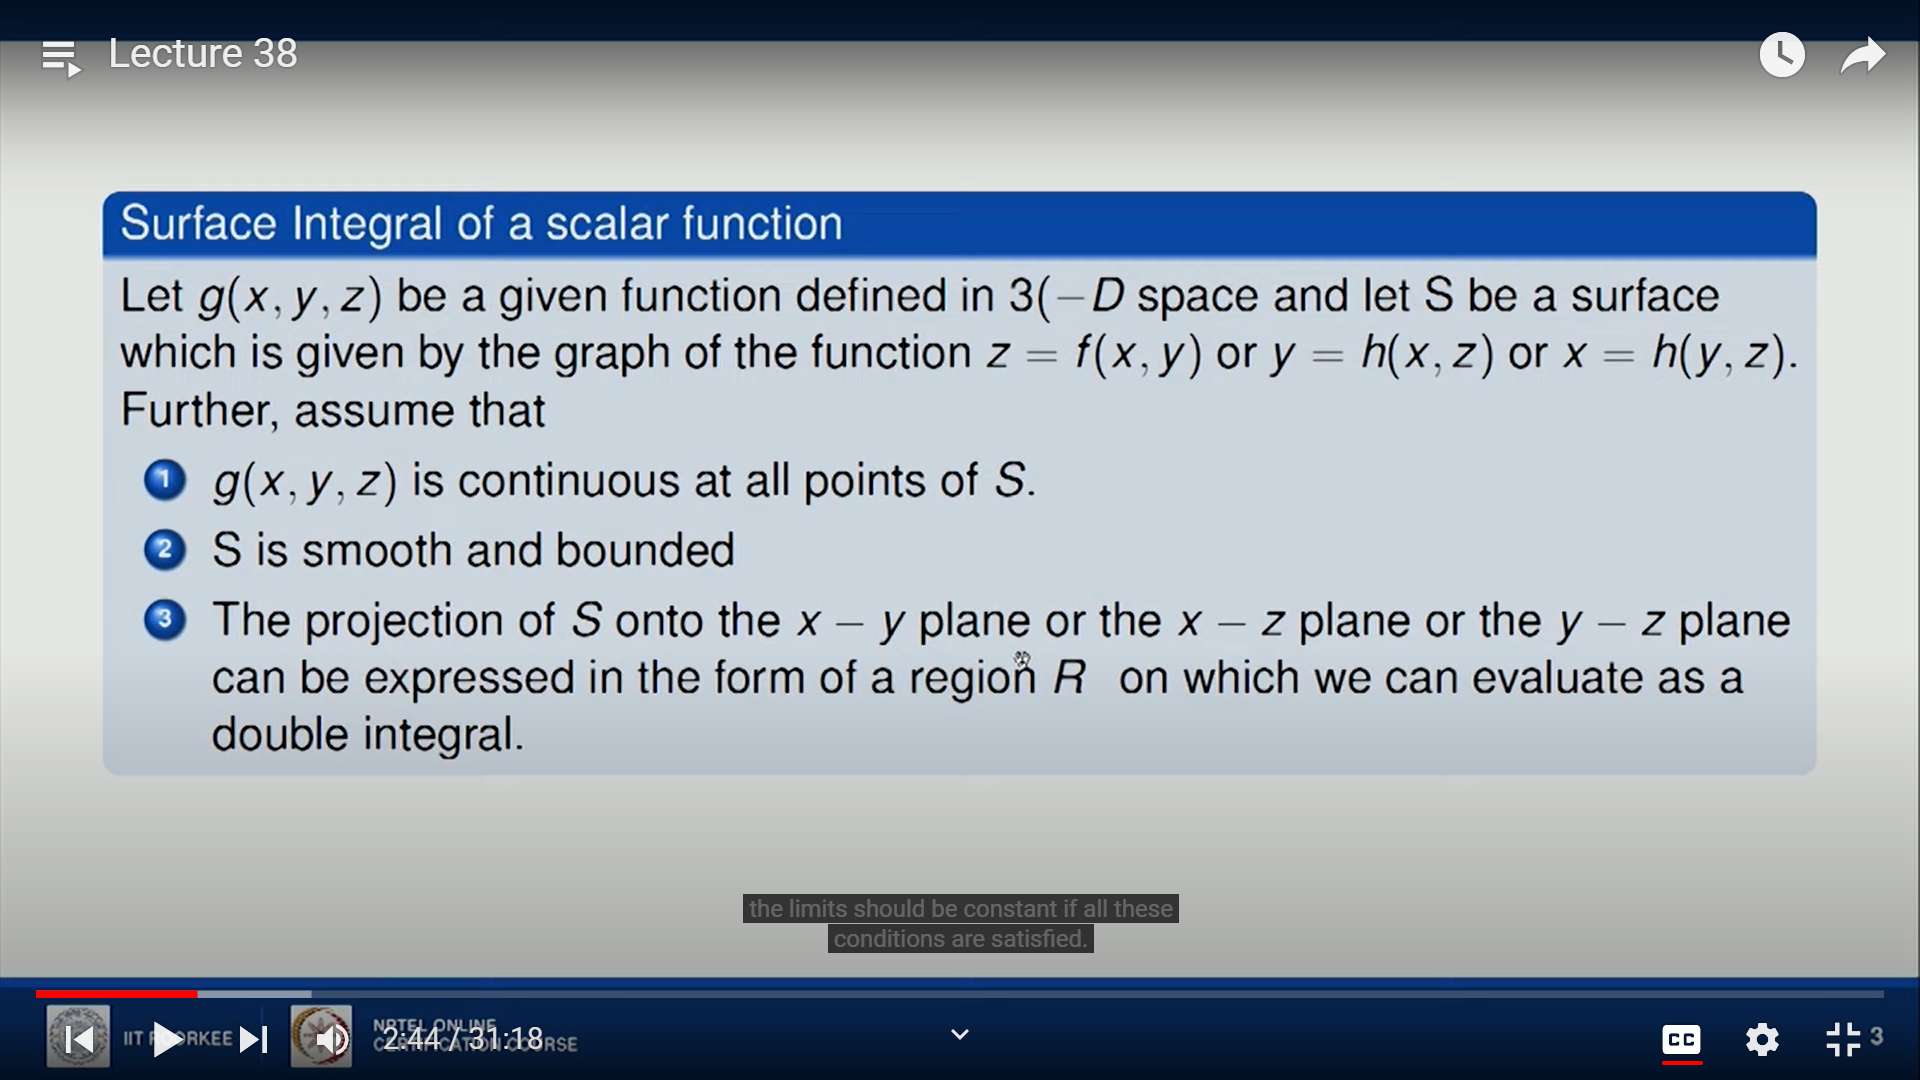 Lecture 38
Surface Integral of a scalar function
Let g(x, y, z) be a given function defined in 3(−D space and let S be a surface
which is given by the graph of the function z = f(x, y) or y = h(x, z) or x = h(y, z).
Further, assume that
1 g(x, y, z) is continuous at all points of S.
2 S is smooth and bounded
3 The projection of S onto the x − y plane or the x − z plane or the y − z plane
can be expressed in the form of a region R on which we can evaluate as a
double integral.
the limits should be constant if all these
conditions are satisfied.
IIT ROORKEE
NPTEL ONLINE
CERTIFICATION COURSE
2:44 / 31:18
CC
3